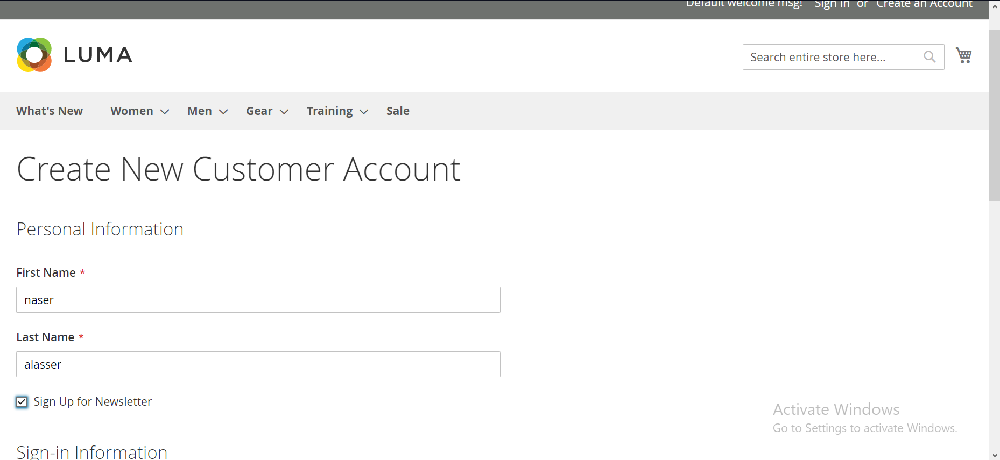 Default welcome msg! Sign In or Create an Account
LUMA
Search entire store here...
What's New Women Men Gear Training Sale
Create New Customer Account
Personal Information
First Name *
naser
Last Name *
alasser
Sign Up for Newsletter
Activate Windows
Go to Settings to activate Windows.
Sign-in Information